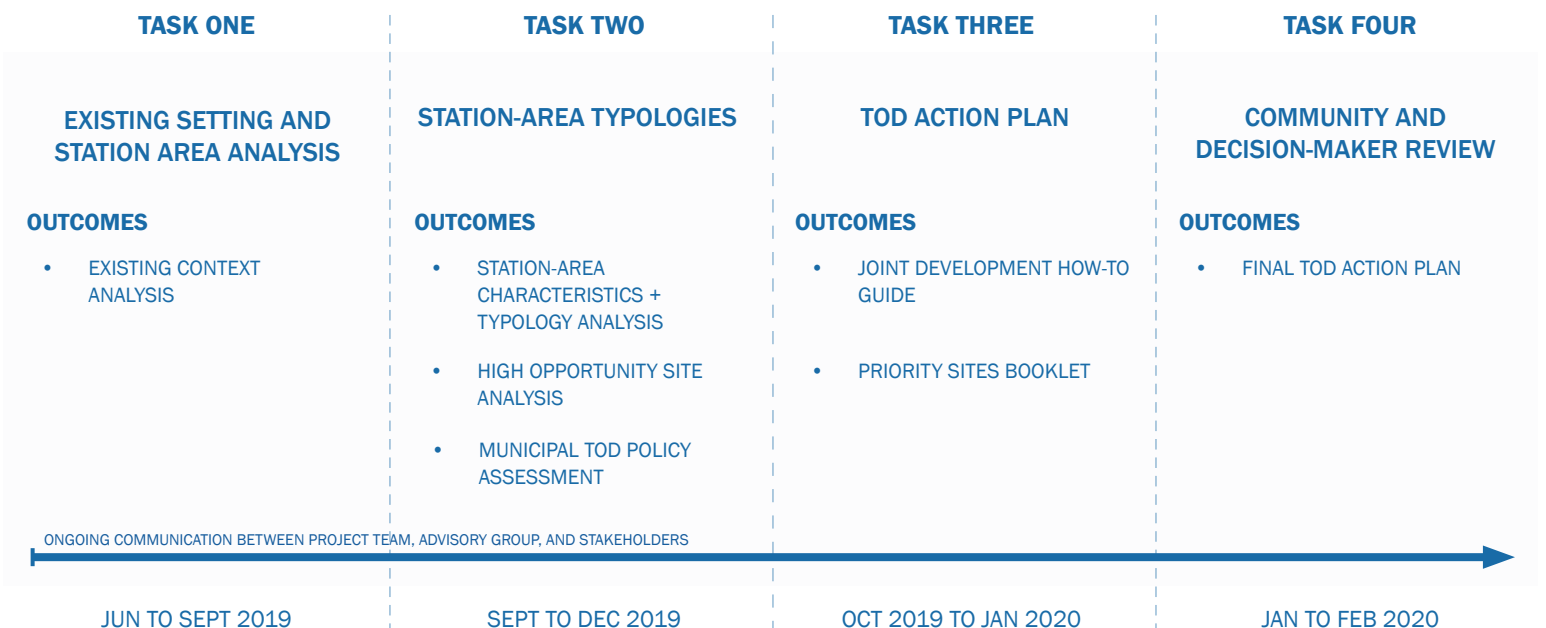 TASK ONE
EXISTING SETTING AND
STATION AREA ANALYSIS
OUTCOMES
• EXISTING CONTEXT
ANALYSIS
JUN TO SEPT 2019
TASK TWO
STATION-AREA TYPOLOGIES
OUTCOMES
• STATION-AREA
CHARACTERISTICS +
TYPOLOGY ANALYSIS
• HIGH OPPORTUNITY SITE
ANALYSIS
• MUNICIPAL TOD POLICY
ASSESSMENT
SEPT TO DEC 2019
TASK THREE
TOD ACTION PLAN
OUTCOMES
• JOINT DEVELOPMENT HOW-TO
GUIDE
• PRIORITY SITES BOOKLET
OCT 2019 TO JAN 2020
TASK FOUR
COMMUNITY AND
DECISION-MAKER REVIEW
OUTCOMES
• FINAL TOD ACTION PLAN
JAN TO FEB 2020
ONGOING COMMUNICATION BETWEEN PROJECT TEAM, ADVISORY GROUP, AND STAKEHOLDERS